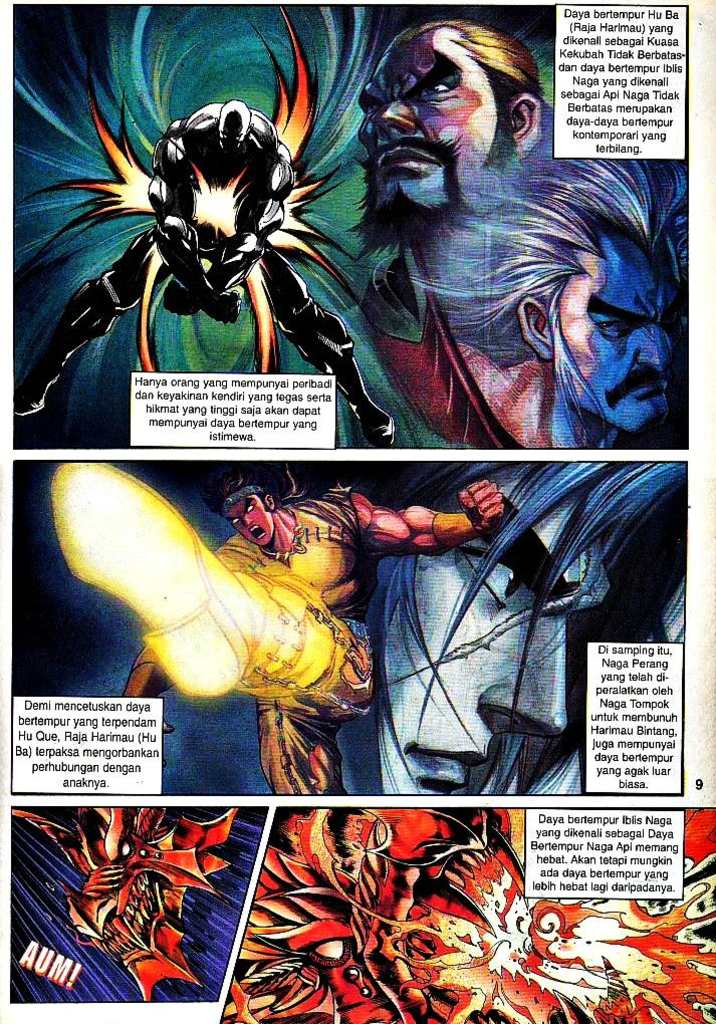 Daya bertempur Hu Ba
(Raja Harimau) yang
dikenali sebagai Kuasa
Kekubah Tidak Berbatas-
dan daya bertempur Iblis
Naga yang dikenali
sebagai Api Naga Tidak
Berbatas merupakan
daya-daya bertempur
kontemporari yang
terbilang.
Hanya orang yang mempunyai peribadi
dan keyakinan kendiri yang tegas serta
hikmat yang tinggi saja akan dapat
mempunyai daya bertempur yang
istimewa.
Demi mencetuskan daya
bertempur yang terpendam
Hu Que, Raja Harimau (Hu
Ba) terpaksa mengorbankan
perhubungan dengan
anaknya.
Di samping itu,
Naga Perang
yang telah di-
peralatkan oleh
Naga Tompok
untuk membunuh
Harimau Bintang,
juga mempunyai
daya bertempur
yang agak luar
biasa.
9
Daya bertempur Iblis Naga
yang dikenali sebagai Daya
Bertempur Naga Api memang
hebat. Akan tetapi mungkin
ada daya bertempur yang
lebih hebat lagi daripadanya.
AUM!